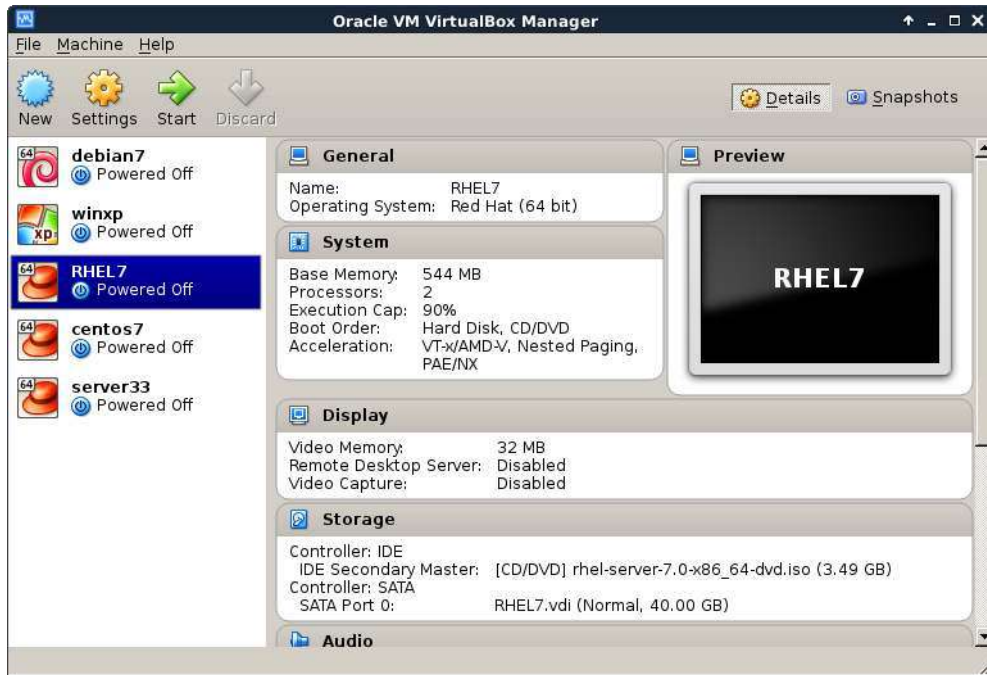 Oracle VM VirtualBox Manager
File Machine Help
New Settings Start Discard
Details Snapshots
64 debian7
Powered Off
xp winxp
Powered Off
64 RHEL7
Powered Off
64 centos7
Powered Off
64 server33
Powered Off
General
Name: RHEL7
Operating System: Red Hat (64 bit)
System
Base Memory: 544 MB
Processors: 2
Execution Cap: 90%
Boot Order: Hard Disk, CD/DVD
Acceleration: VT-x/AMD-V, Nested Paging,
PAE/NX
Preview
RHEL7
Display
Video Memory: 32 MB
Remote Desktop Server: Disabled
Video Capture: Disabled
Storage
Controller: IDE
IDE Secondary Master: [CD/DVD] rhel-server-7.0-x86_64-dvd.iso (3.49 GB)
Controller: SATA
SATA Port 0: RHEL7.vdi (Normal, 40.00 GB)
Audio